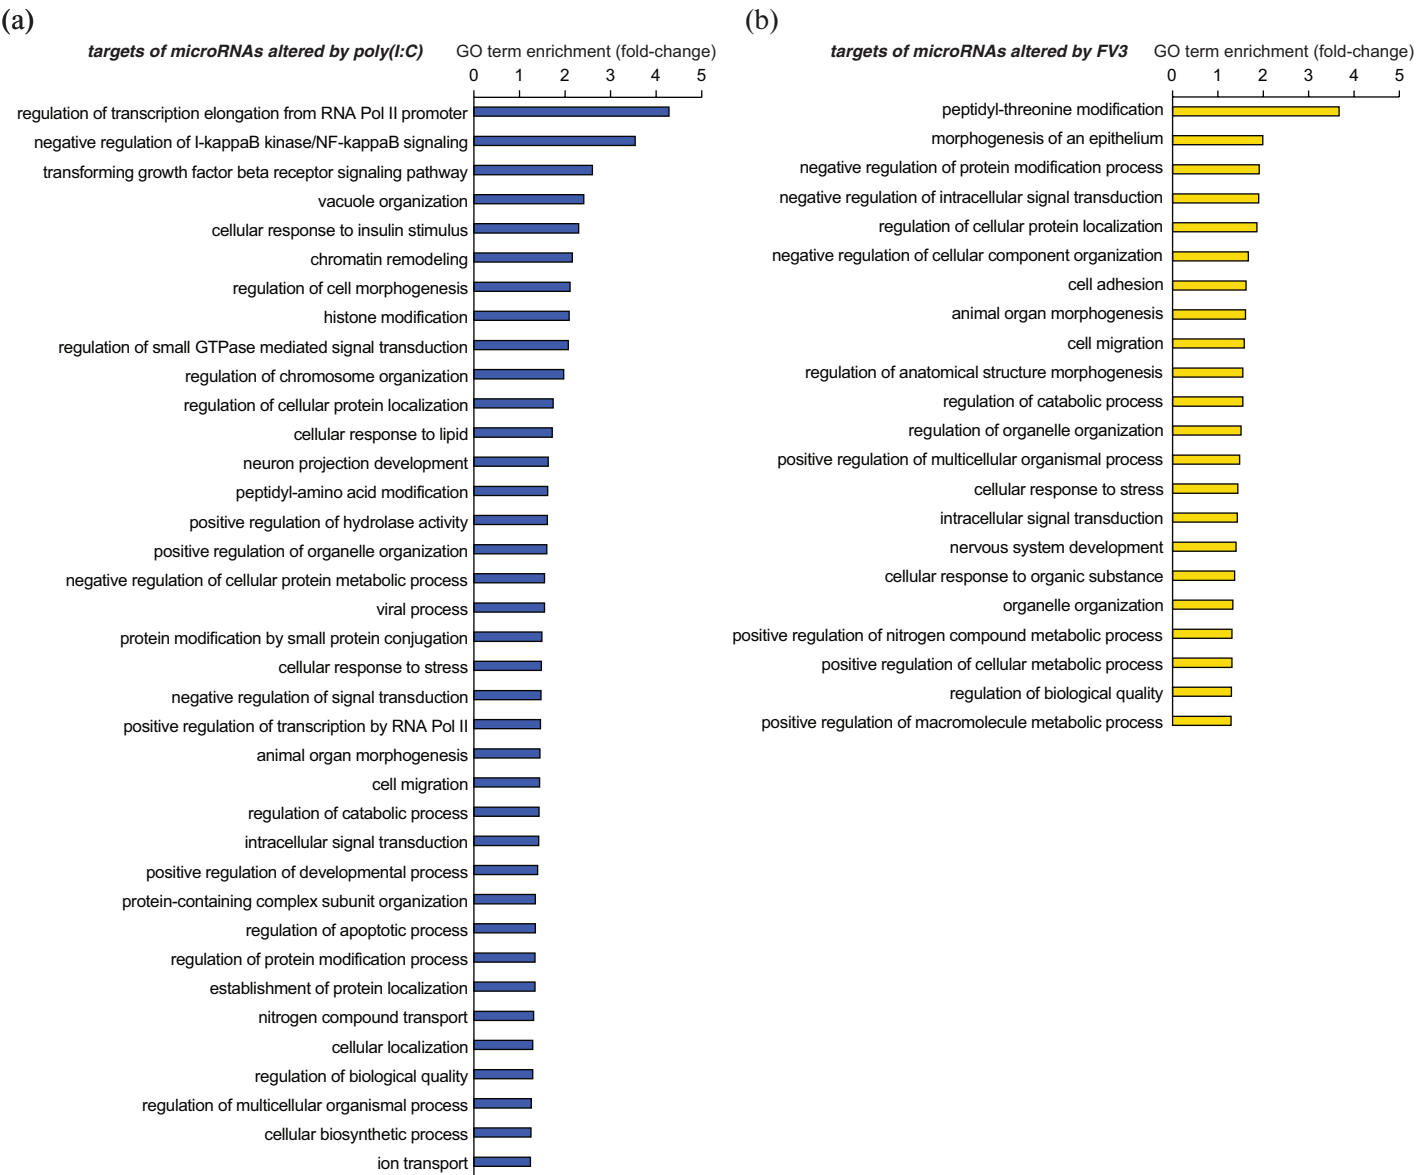 (a)
targets of microRNAs altered by poly(I:C)
GO term enrichment (fold-change)
0 1 2 3 4 5
regulation of transcription elongation from RNA Pol II promoter
negative regulation of I-kappaB kinase/NF-kappaB signaling
transforming growth factor beta receptor signaling pathway
vacuole organization
cellular response to insulin stimulus
chromatin remodeling
regulation of cell morphogenesis
histone modification
regulation of small GTPase mediated signal transduction
regulation of chromosome organization
regulation of cellular protein localization
cellular response to lipid
neuron projection development
peptidyl-amino acid modification
positive regulation of hydrolase activity
positive regulation of organelle organization
negative regulation of cellular protein metabolic process
viral process
protein modification by small protein conjugation
cellular response to stress
negative regulation of signal transduction
positive regulation of transcription by RNA Pol II
animal organ morphogenesis
cell migration
regulation of catabolic process
intracellular signal transduction
positive regulation of developmental process
protein-containing complex subunit organization
regulation of apoptotic process
regulation of protein modification process
establishment of protein localization
nitrogen compound transport
cellular localization
regulation of biological quality
regulation of multicellular organismal process
cellular biosynthetic process
ion transport
(b)
targets of microRNAs altered by FV3
GO term enrichment (fold-change)
0 1 2 3 4 5
peptidyl-threonine modification
morphogenesis of an epithelium
negative regulation of protein modification process
negative regulation of intracellular signal transduction
regulation of cellular protein localization
negative regulation of cellular component organization
cell adhesion
animal organ morphogenesis
cell migration
regulation of anatomical structure morphogenesis
regulation of catabolic process
regulation of organelle organization
positive regulation of multicellular organismal process
cellular response to stress
intracellular signal transduction
nervous system development
cellular response to organic substance
organelle organization
positive regulation of nitrogen compound metabolic process
positive regulation of cellular metabolic process
regulation of biological quality
positive regulation of macromolecule metabolic process